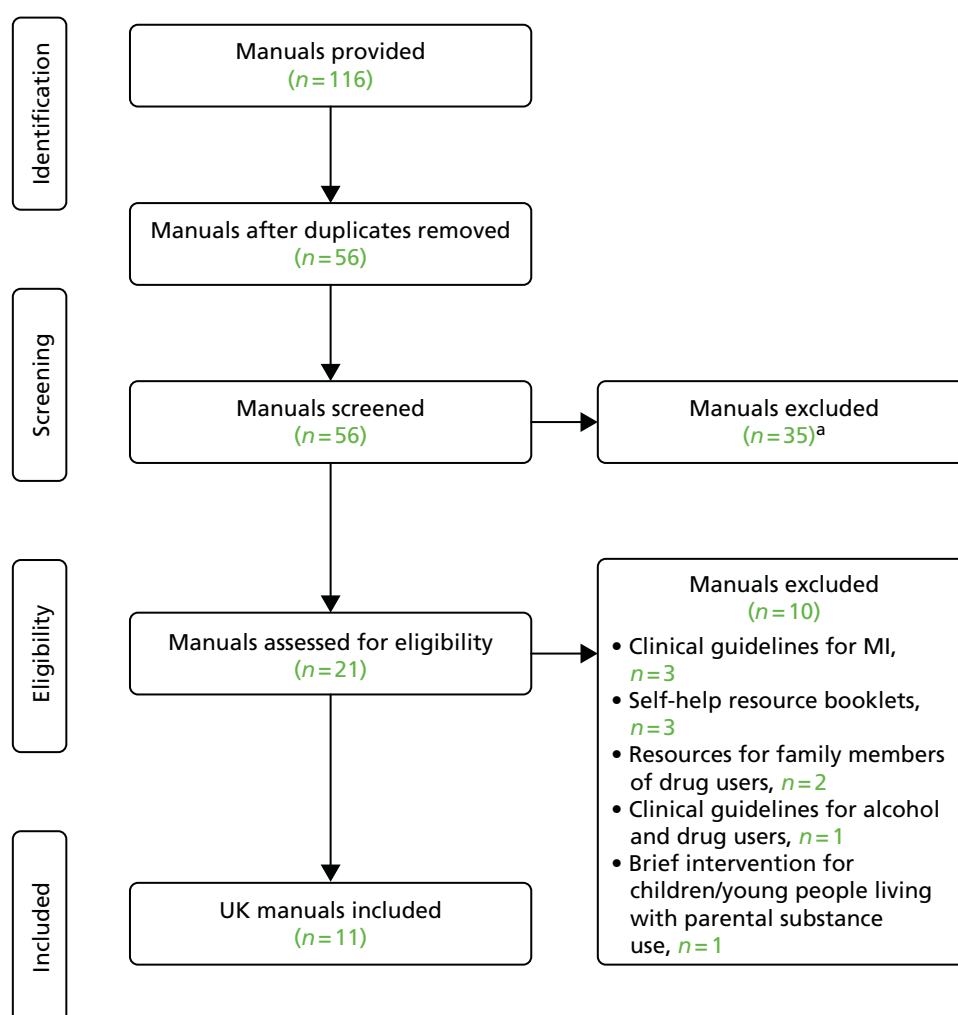 Identification
Manuals provided
(n=116)
Manuals after duplicates removed
(n=56)
Screening
Manuals screened
(n=56)
Manuals excluded
(n=35)a
Eligibility
Manuals assessed for eligibility
(n=21)
Manuals excluded
(n=10)
• Clinical guidelines for MI,
n=3
• Self-help resource booklets,
n=3
• Resources for family members
of drug users, n=2
• Clinical guidelines for alcohol
and drug users, n=1
• Brief intervention for
children/young people living
with parental substance
use, n=1
Included
UK manuals included
(n=11)